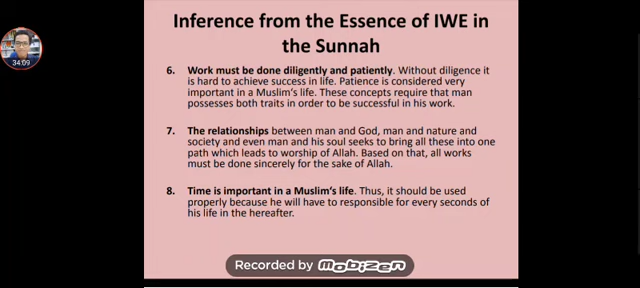 Inference from the Essence of IWE in
the Sunnah
34:09
6. Work must be done diligently and patiently. Without diligence it
is hard to achieve success in life. Patience is considered very
important in a Muslim's life. These concepts require that man
possesses both traits in order to be successful in his work.
7. The relationships between man and God, man and nature and
society and even man and his soul seeks to bring all these into one
path which leads to worship of Allah. Based on that, all works
must be done sincerely for the sake of Allah.
8. Time is important in a Muslim's life. Thus, it should be used
properly because he will have to responsible for every seconds of
his life in the hereafter.
Recorded by mobizen